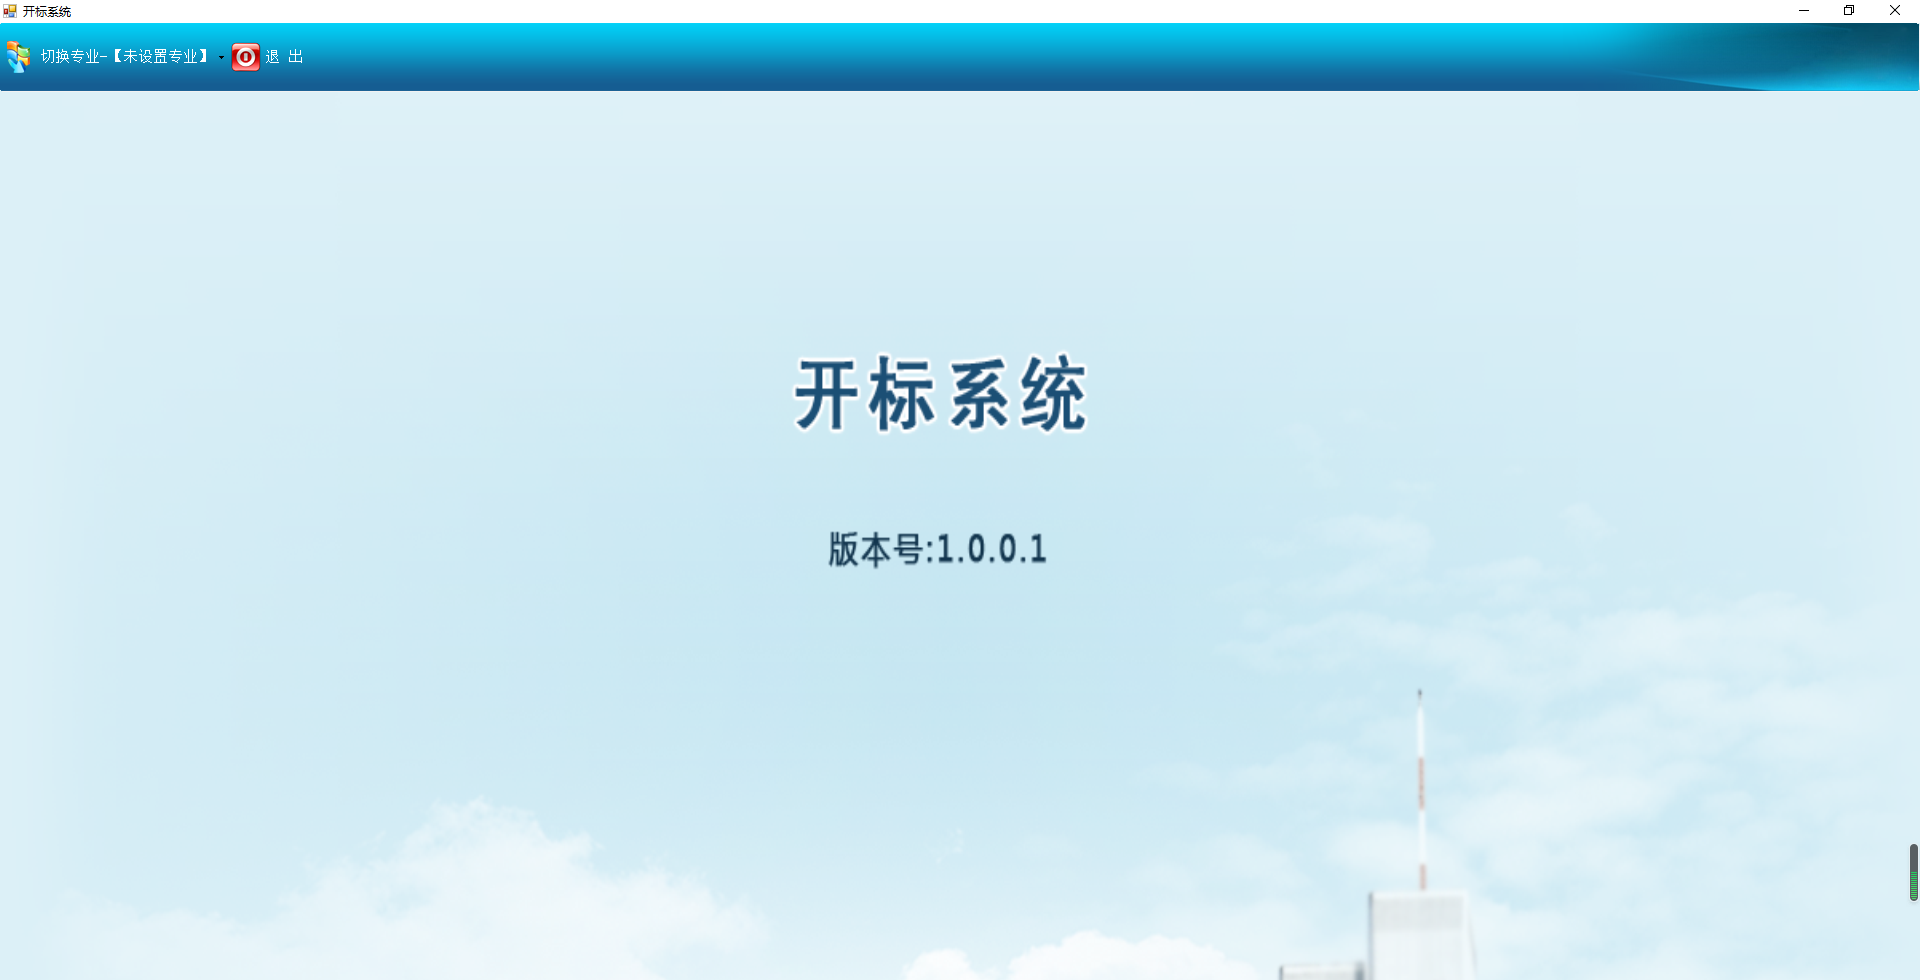 开标系统
切换专业-【未设置专业】 退 出
开标系统
版本号:1.0.0.1